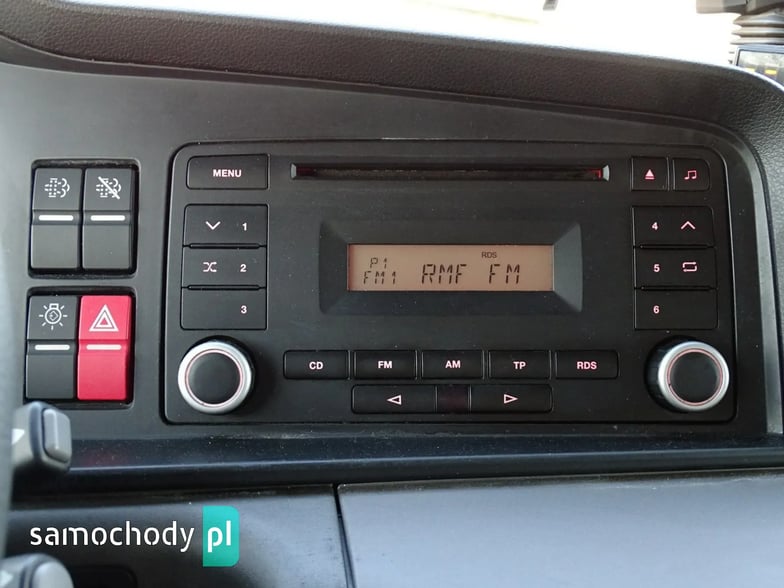 MENU
1
2
3
4
5
6
RDS
P1
FM1 RMF FM
CD FM AM TP RDS
samochody pl